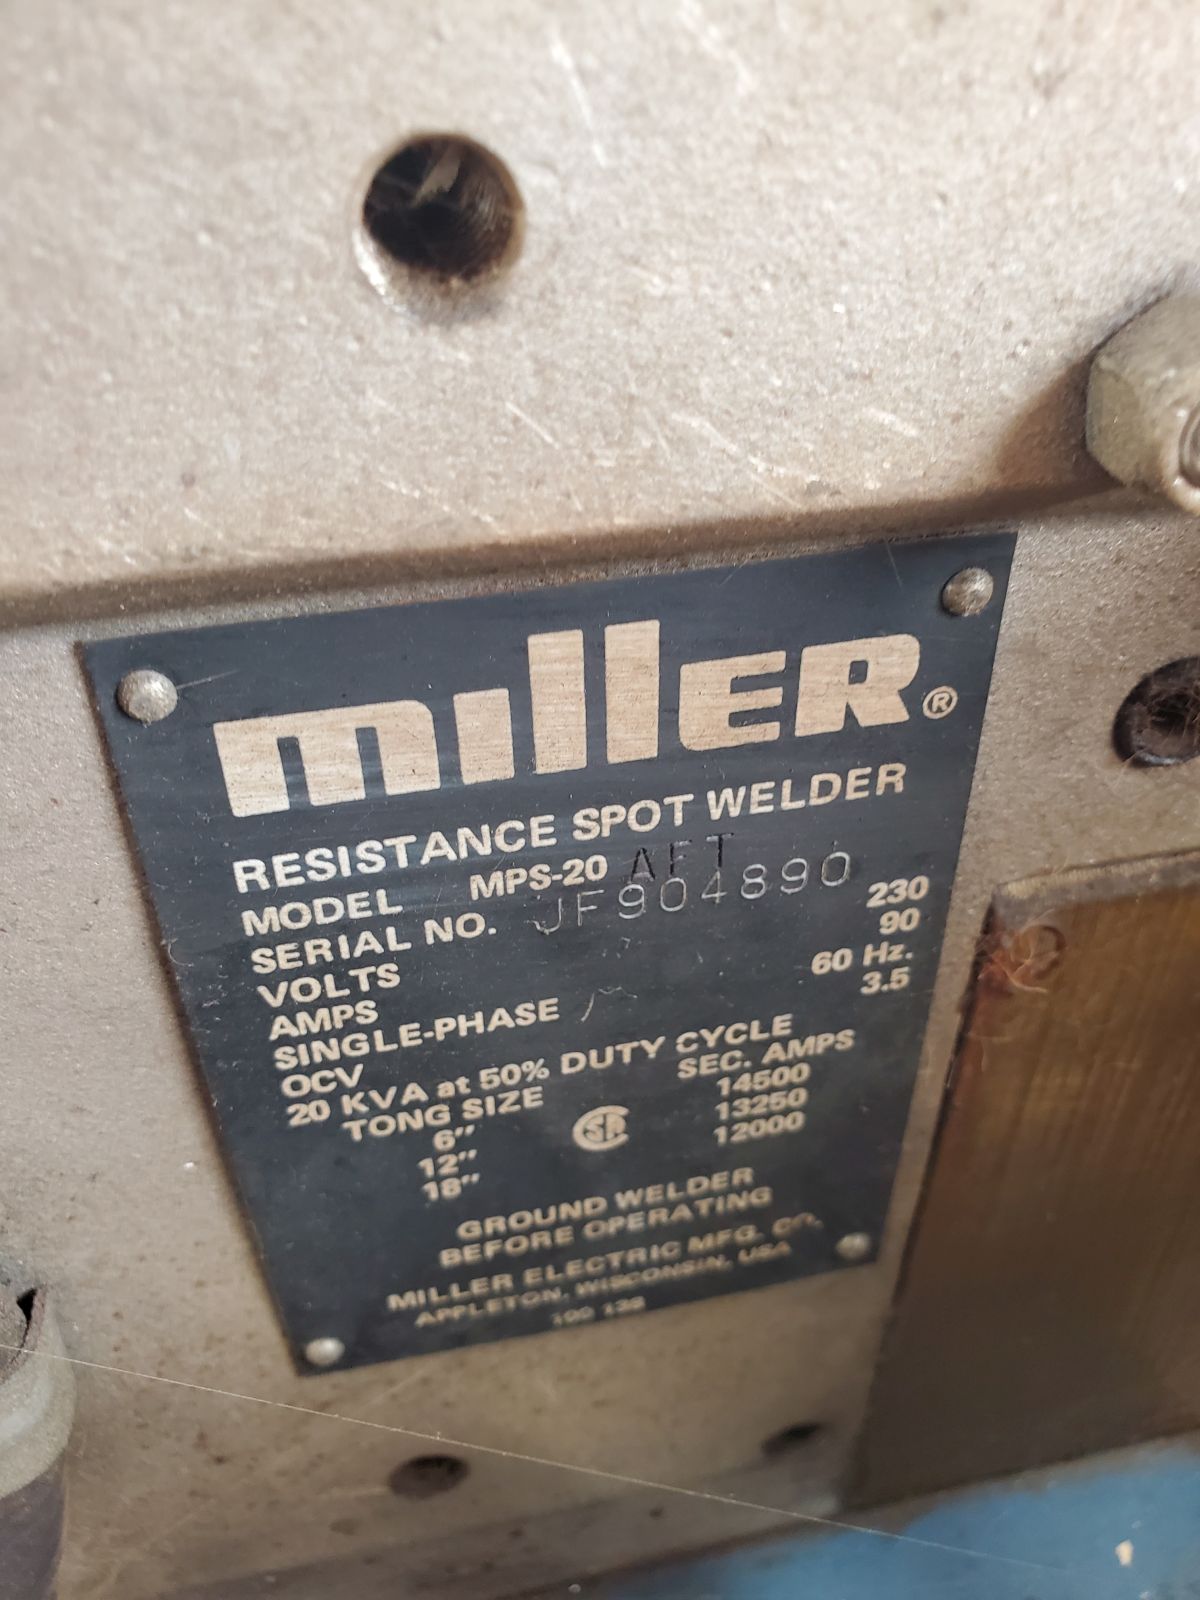 miller®
RESISTANCE SPOT WELDER
MODEL MPS-20 AFT
SERIAL NO. JF904890
VOLTS 230
AMPS 90
SINGLE-PHASE 60 Hz.
OCV 3.5
20 KVA at 50% DUTY CYCLE
TONG SIZE SEC. AMPS
6" 14500
12" 13250
18" 12000
GROUND WELDER
BEFORE OPERATING
MILLER ELECTRIC MFG. CO.
APPLETON, WISCONSIN, USA